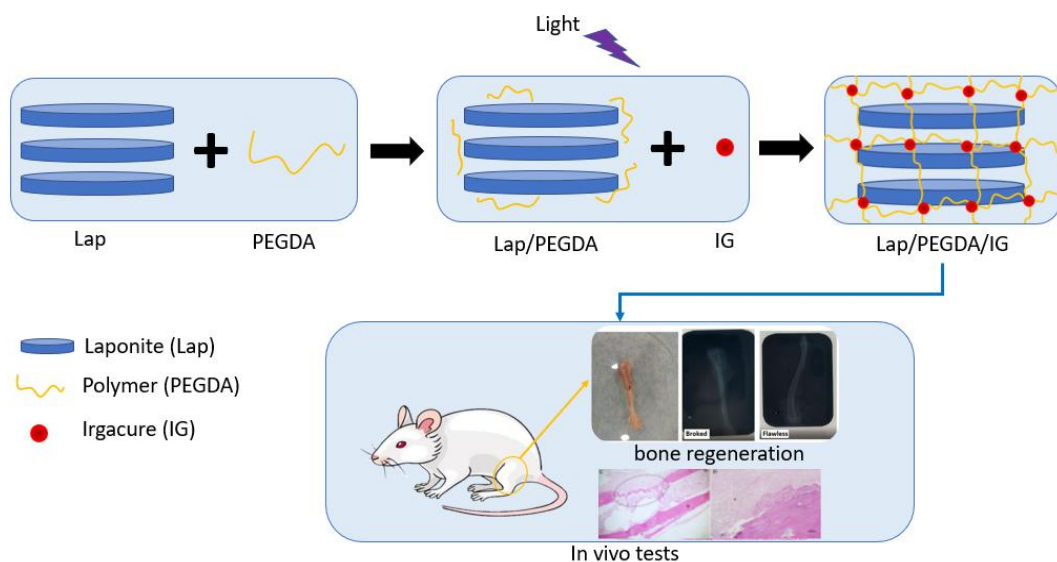 Light
Lap
PEGDA
Lap/PEGDA
IG
Lap/PEGDA/IG
Laponite (Lap)
Polymer (PEGDA)
Irgacure (IG)
Broked
Flawless
bone regeneration
In vivo tests